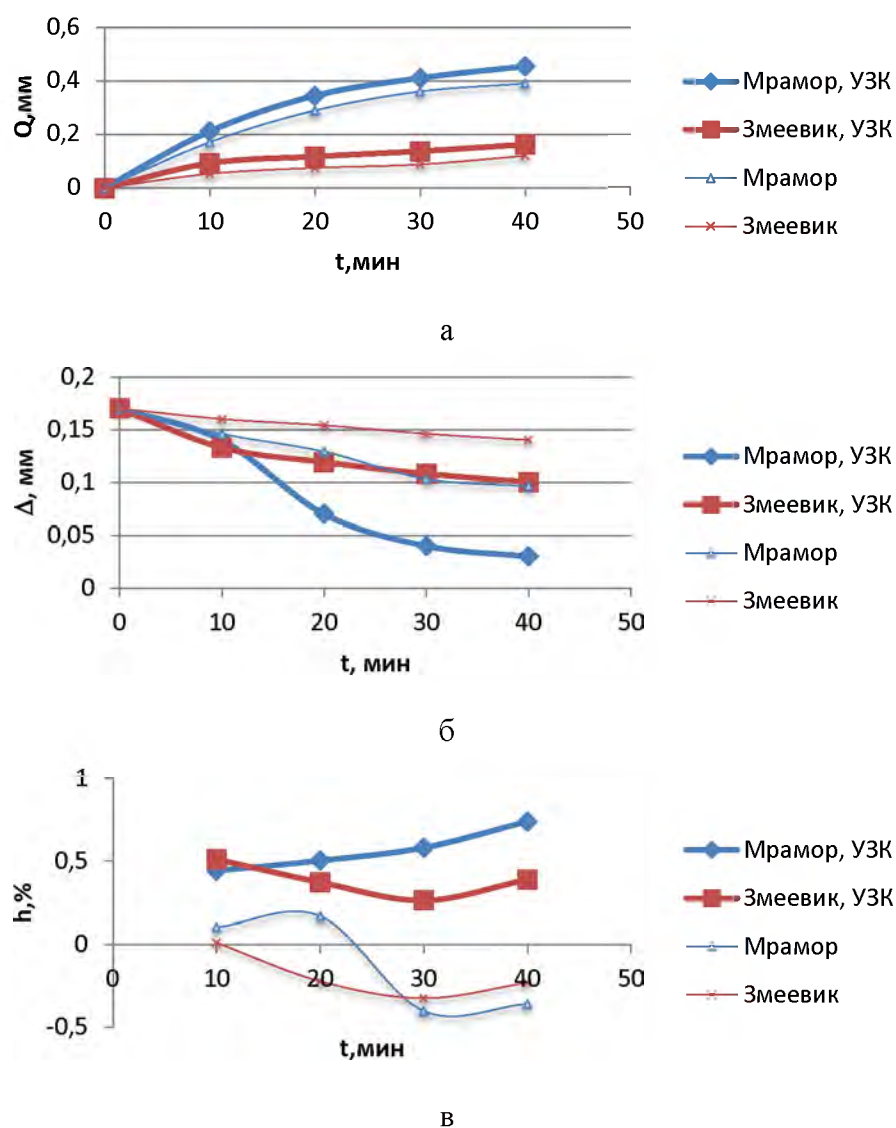 0,6
0,4
0,2
0
Q,мм
0 10 20 30 40 50
t,мин
Мрамор, УЗК
Змеевик, УЗК
Мрамор
Змеевик
а
0,2
0,15
0,1
0,05
0
Δ, мм
0 10 20 30 40 50
t, мин
Мрамор, УЗК
Змеевик, УЗК
Мрамор
Змеевик
б
1
0,5
0
-0,5
h,%
0 10 20 30 40 50
t,мин
Мрамор, УЗК
Змеевик, УЗК
Мрамор
Змеевик
в